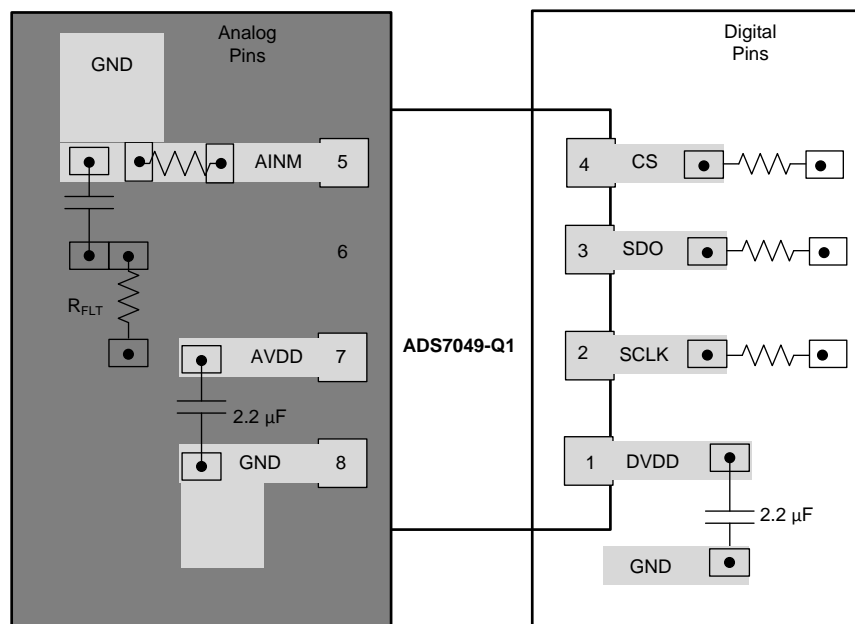 Analog
Pins
Digital
Pins
GND
AINM
5
4
CS
6
3
SDO
RFLT
ADS7049-Q1
AVDD
7
2
SCLK
2.2 µF
GND
8
1
DVDD
2.2 µF
GND